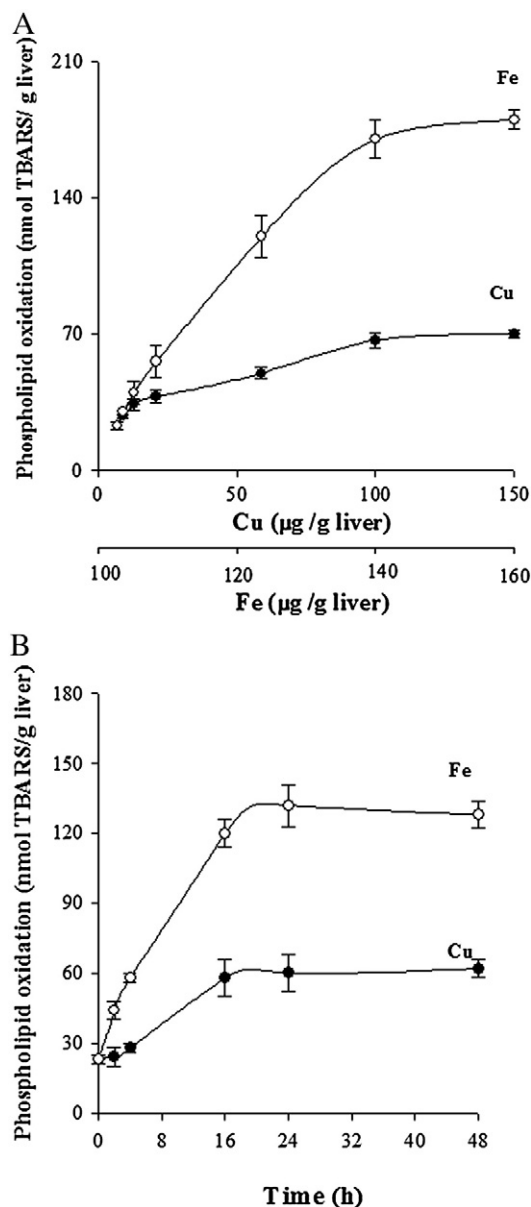 A
Phospholipid oxidation (nmol TBARS/ g liver)
210
140
70
0
Fe
Cu
0 50 100 150
Cu (µg /g liver)
100 120 140 160
Fe (µg /g liver)
B
Phospholipid oxidation (nmol TBARS/g liver)
180
150
120
90
60
30
0
Fe
Cu
0 8 16 24 32 40 48
Time (h)